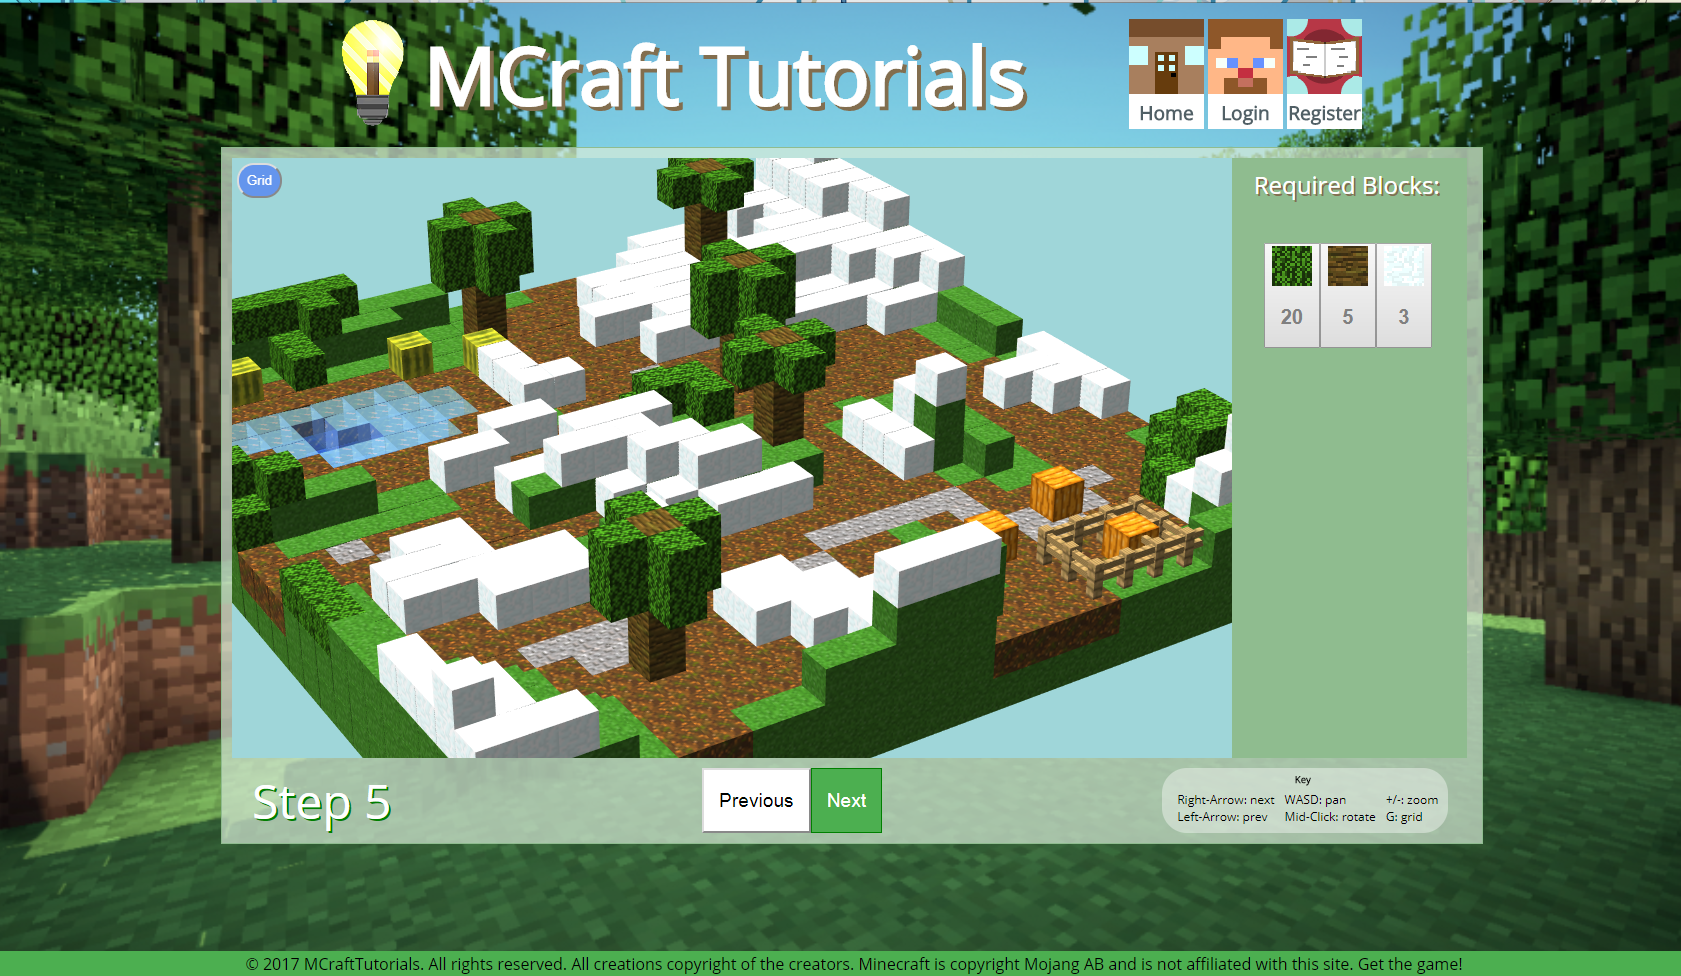 MCraft Tutorials
Home
Login
Register
Grid
Required Blocks:
20
5
3
Step 5
Previous
Next
Key
Right-Arrow: next WASD: pan +/-: zoom
Left-Arrow: prev Mid-Click: rotate G: grid
© 2017 MCraftTutorials. All rights reserved. All creations copyright of the creators. Minecraft is copyright Mojang AB and is not affiliated with this site. Get the game!